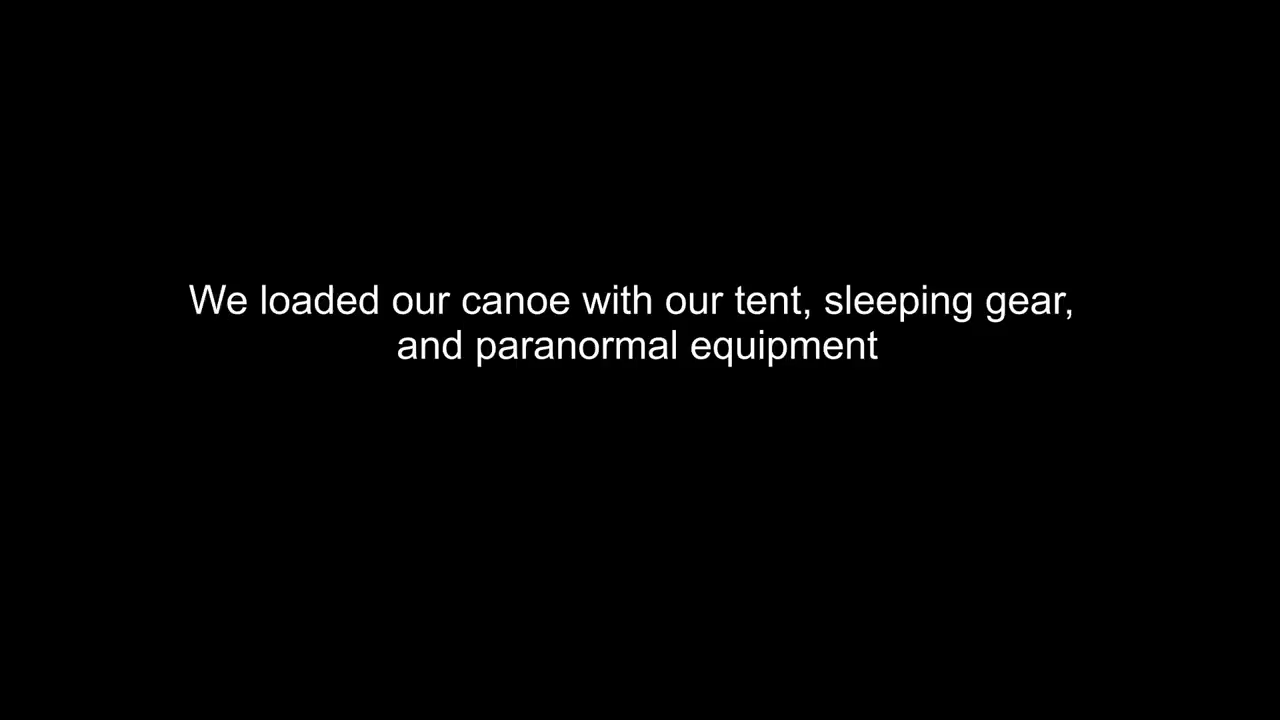 We loaded our canoe with our tent, sleeping gear,
and paranormal equipment